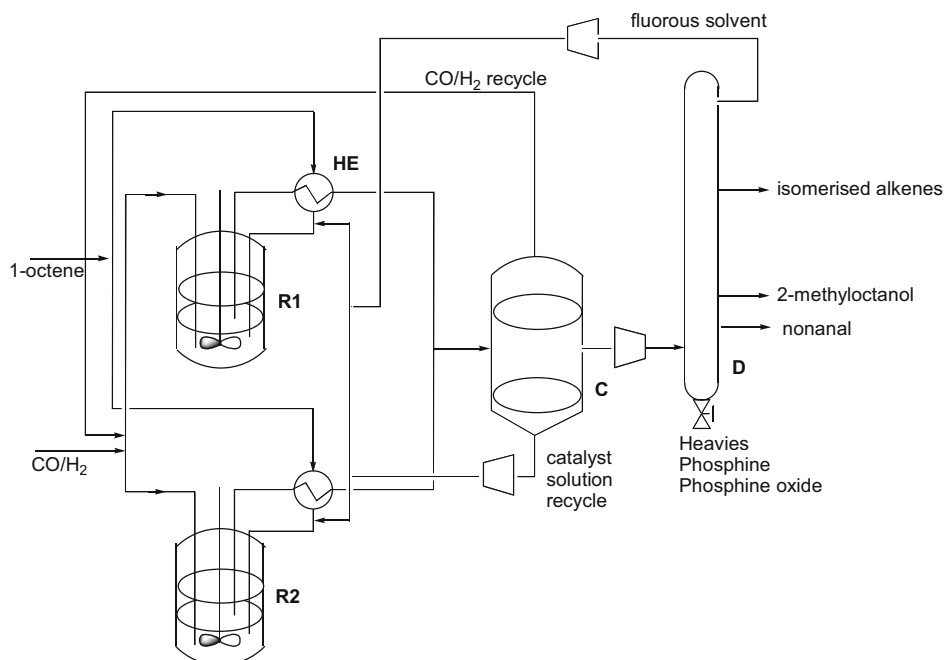 fluorous solvent
CO/H₂ recycle
HE
isomerised alkenes
1-octene
R1
2-methyloctanol
nonanal
D
C
CO/H₂
catalyst
solution
recycle
Heavies
Phosphine
Phosphine oxide
R2